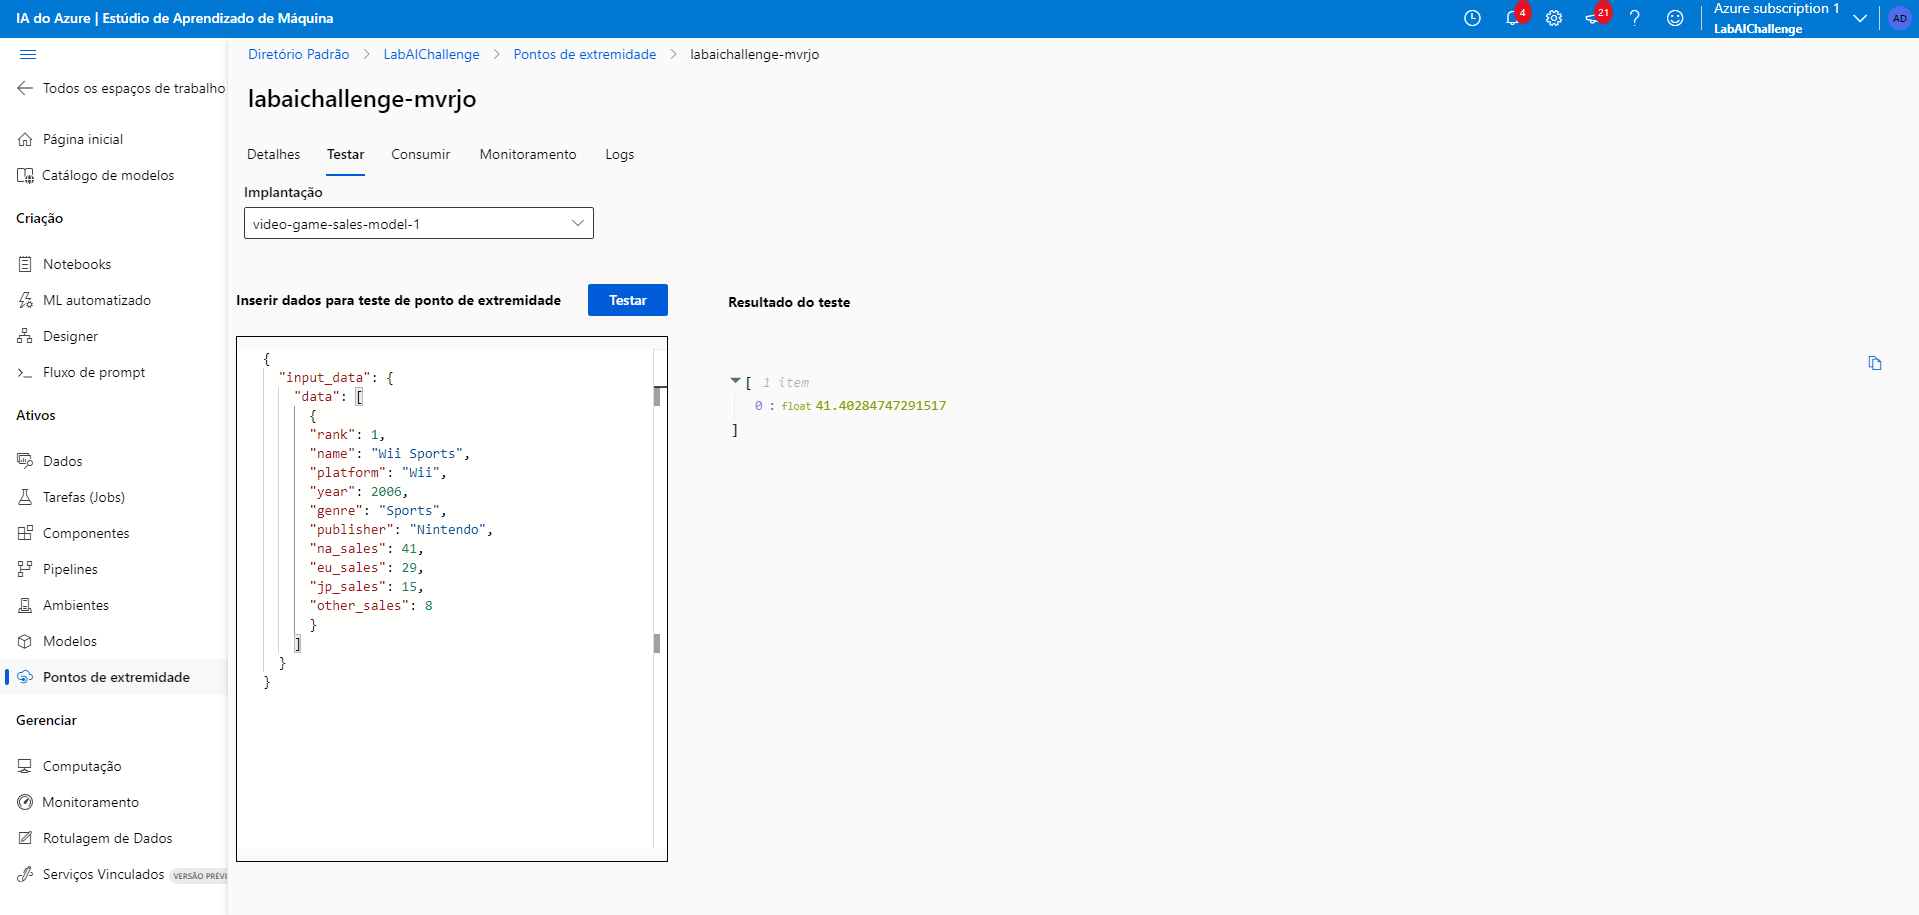 IA do Azure | Estúdio de Aprendizado de Máquina
4
21
Azure subscription 1
LabAIChallenge
AD
Todos os espaços de trabalho
Página inicial
Catálogo de modelos
Criação
Notebooks
ML automatizado
Designer
Fluxo de prompt
Ativos
Dados
Tarefas (Jobs)
Componentes
Pipelines
Ambientes
Modelos
Pontos de extremidade
Gerenciar
Computação
Monitoramento
Rotulagem de Dados
Serviços Vinculados VERSÃO PRÉVI
Diretório Padrão > LabAIChallenge > Pontos de extremidade > labaichallenge-mvrjo
labaichallenge-mvrjo
Detalhes Testar Consumir Monitoramento Logs
Implantação
video-game-sales-model-1
Inserir dados para teste de ponto de extremidade Testar
{
"input_data": {
"data": [
{
"rank": 1,
"name": "Wii Sports",
"platform": "Wii",
"year": 2006,
"genre": "Sports",
"publisher": "Nintendo",
"na_sales": 41,
"eu_sales": 29,
"jp_sales": 15,
"other_sales": 8
}
]
}
}
Resultado do teste
[ 1 item
0 : float 41.40284747291517
]